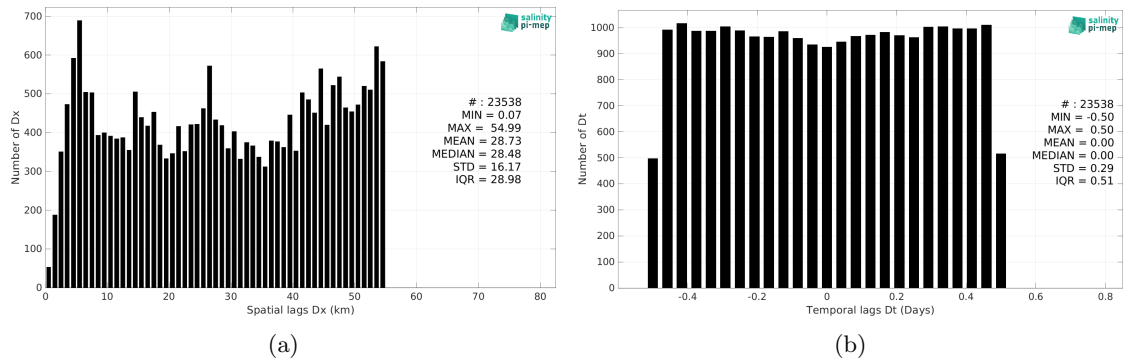 700
600
500
400
300
200
100
0
Number of Dx
salinity
pi-mep
# : 23538
MIN = 0.07
MAX = 54.99
MEAN = 28.73
MEDIAN = 28.48
STD = 16.17
IQR = 28.98
0 10 20 30 40 50 60 70 80
Spatial lags Dx (km)
(a)
1000
900
800
700
600
500
400
300
200
100
0
Number of Dt
salinity
pi-mep
# : 23538
MIN = -0.50
MAX = 0.50
MEAN = 0.00
MEDIAN = 0.00
STD = 0.29
IQR = 0.51
-0.4 -0.2 0 0.2 0.4 0.6 0.8
Temporal lags Dt (Days)
(b)